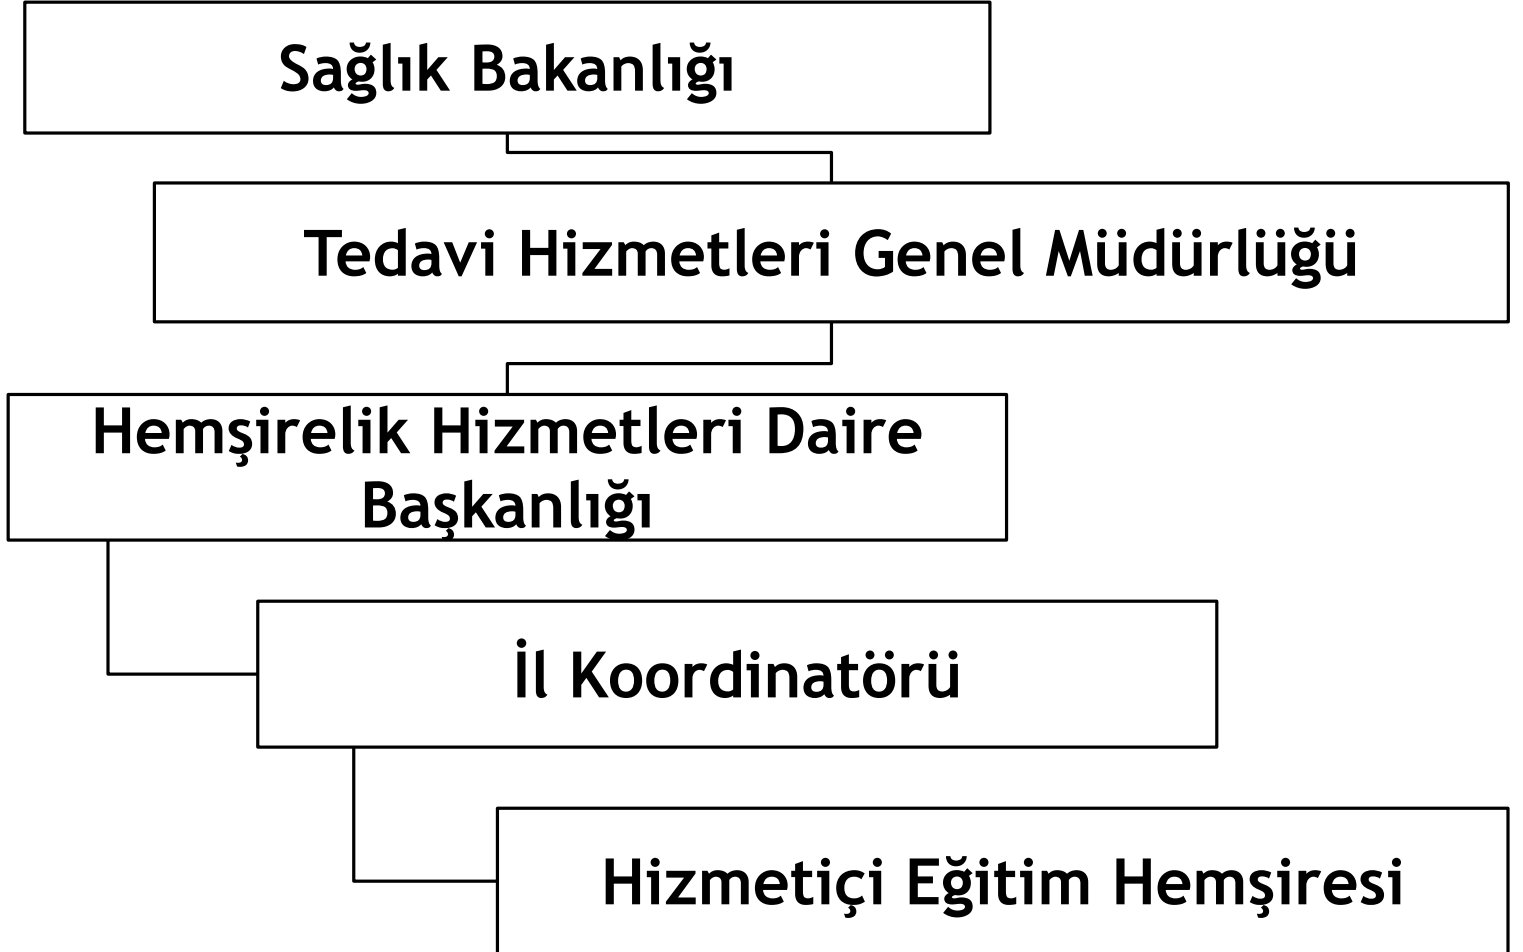 Sağlık Bakanlığı
Tedavi Hizmetleri Genel Müdürlüğü
Hemşirelik Hizmetleri Daire
Başkanlığı
İl Koordinatörü
Hizmetiçi Eğitim Hemşiresi